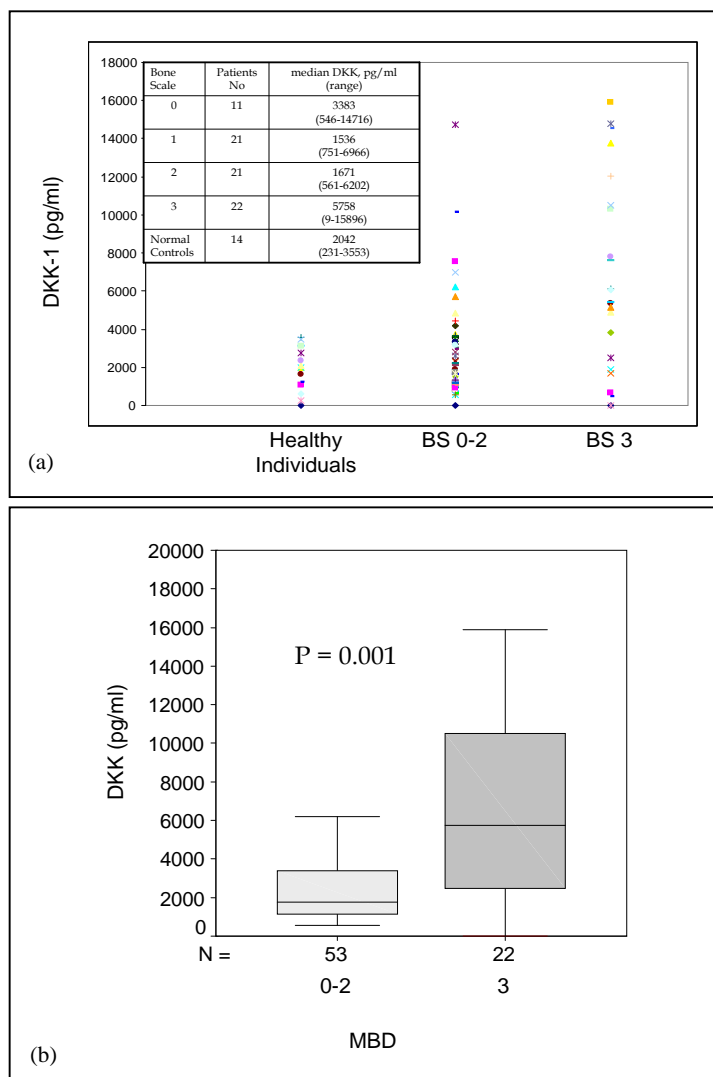 18000
16000
14000
12000
10000
8000
6000
4000
2000
0
DKK-1 (pg/ml)
Bone Scale Patients No median DKK, pg/ml (range)
0 11 3383 (546-14716)
1 21 1536 (751-6966)
2 21 1671 (561-6202)
3 22 5758 (9-15896)
Normal Controls 14 2042 (231-3553)
Healthy Individuals BS 0-2 BS 3
(a)
20000
18000
16000
14000
12000
10000
8000
6000
4000
2000
0
DKK (pg/ml)
P = 0.001
N = 53 22
0-2 3
MBD
(b)